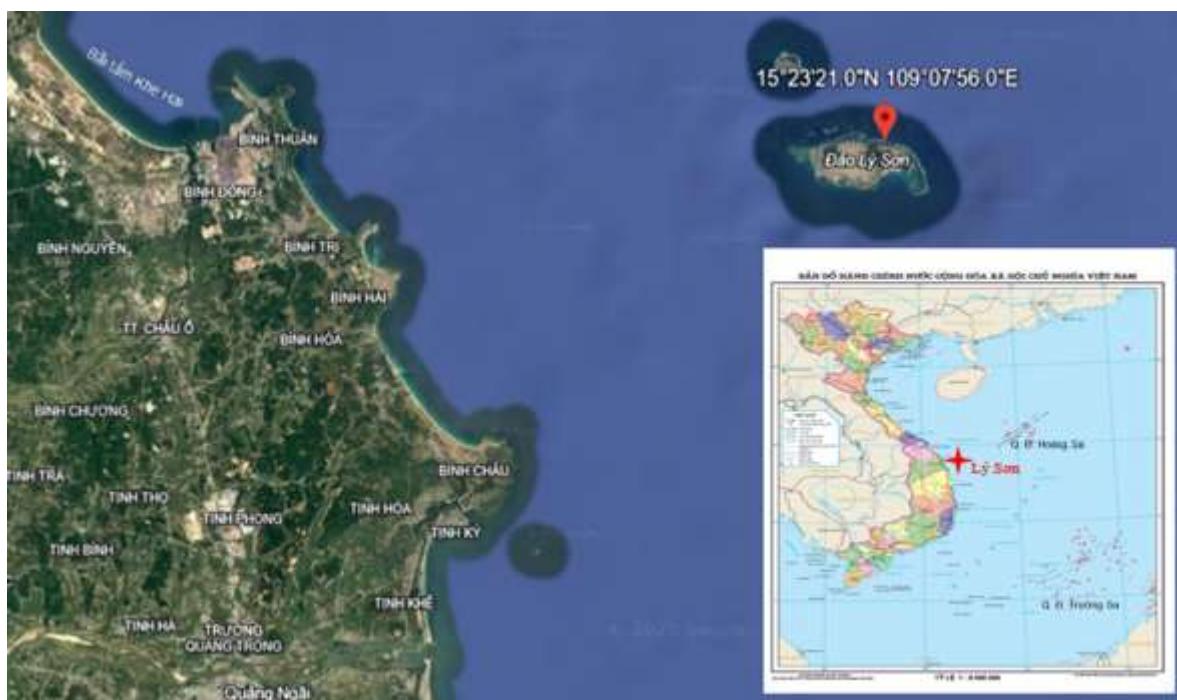 Bãi tắm Khe Hai
15°23'21.0"N 109°07'56.0"E
BÌNH THUẬN
Đảo Lý Sơn
BÌNH ĐÔNG
BÌNH NGUYÊN
BÌNH TRỊ
BÌNH HẢI
TT. CHÂU Ổ
BÌNH HÒA
BÌNH CHƯƠNG
BÌNH CHÂU
TỊNH TRÀ
TỊNH THỌ
TỊNH PHONG
TỊNH HÒA
TỊNH KỲ
TỊNH BÌNH
TỊNH KHÊ
TỊNH HÀ
TRƯƠNG
QUANG TRỌNG
Quảng Ngãi
BẢN ĐỒ HÀNH CHÍNH NƯỚC CỘNG HÒA XÃ HỘI CHỦ NGHĨA VIỆT NAM
Q. Đ. Hoàng Sa
Lý Sơn
Q. Đ. Trường Sa